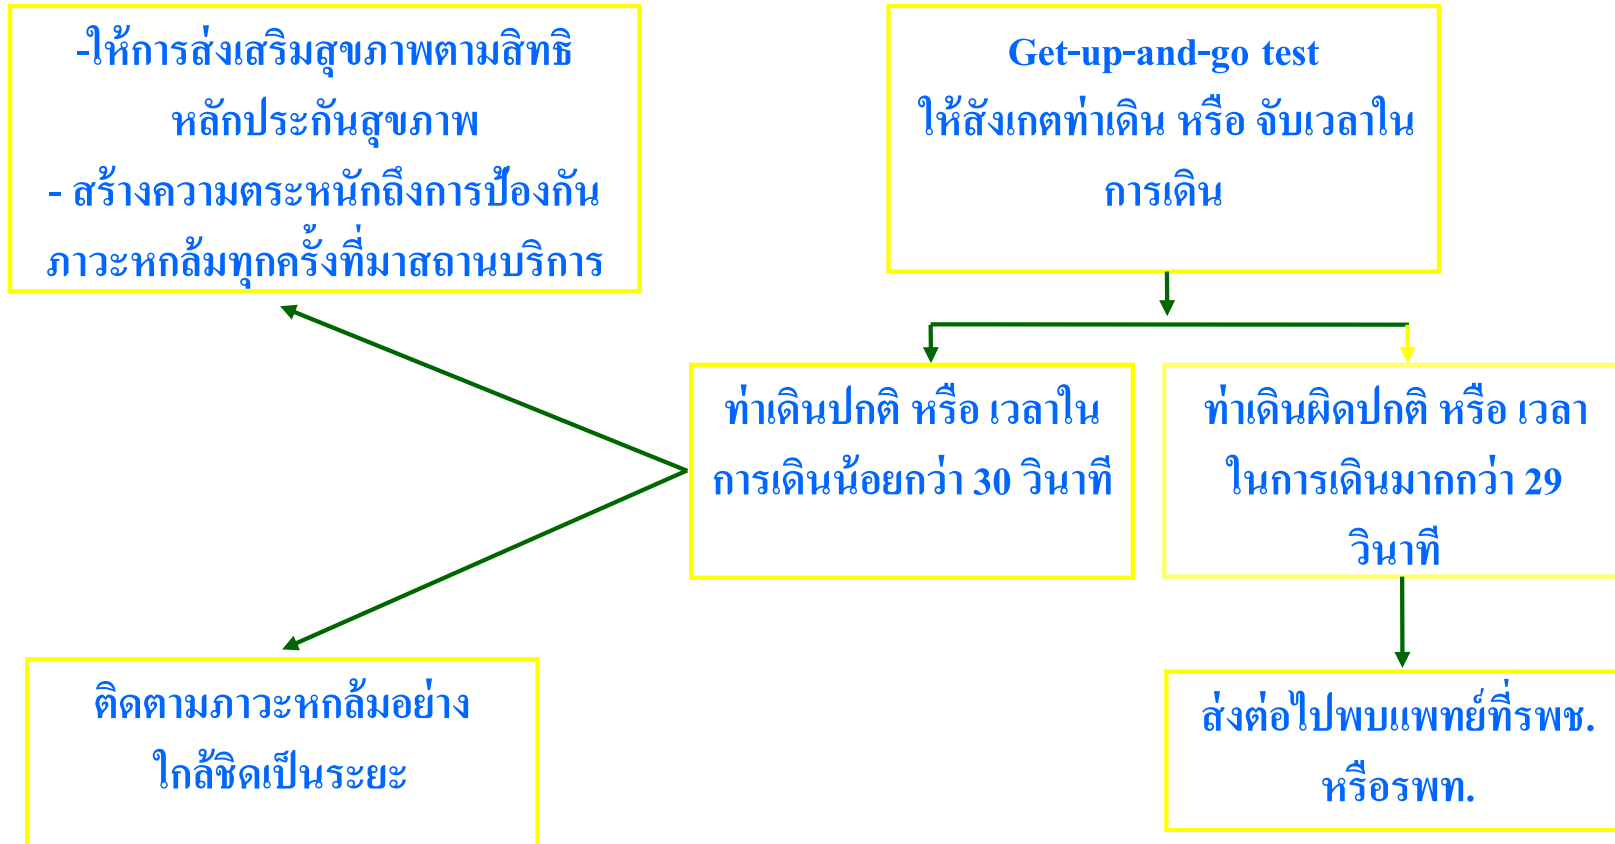 -ให้การส่งเสริมสุขภาพตามสิทธิ
หลักประกันสุขภาพ
- สร้างความตระหนักถึงการป้องกัน
ภาวะหกล้มทุกครั้งที่มาสถานบริการ
Get-up-and-go test
ให้สังเกตท่าเดิน หรือ จับเวลาใน
การเดิน
ท่าเดินปกติ หรือ เวลาใน
การเดินน้อยกว่า 30 วินาที
ท่าเดินผิดปกติ หรือ เวลา
ในการเดินมากกว่า 29
วินาที
ติดตามภาวะหกล้มอย่าง
ใกล้ชิดเป็นระยะ
ส่งต่อไปพบแพทย์ที่รพช.
หรือรพท.